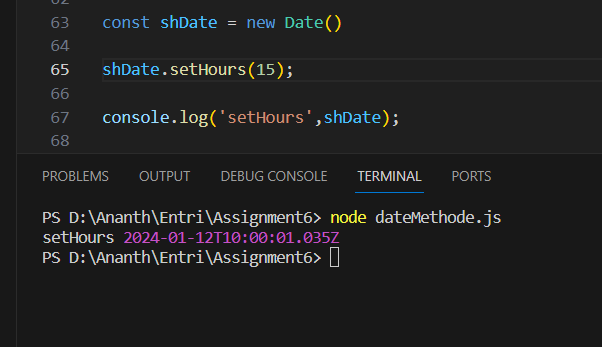 63 const shDate = new Date()
64
65 shDate.setHours(15);
66
67 console.log('setHours',shDate);
68
PROBLEMS OUTPUT DEBUG CONSOLE TERMINAL PORTS
PS D:\Ananth\Entri\Assignment6> node dateMethode.js
setHours 2024-01-12T10:00:01.035Z
PS D:\Ananth\Entri\Assignment6>